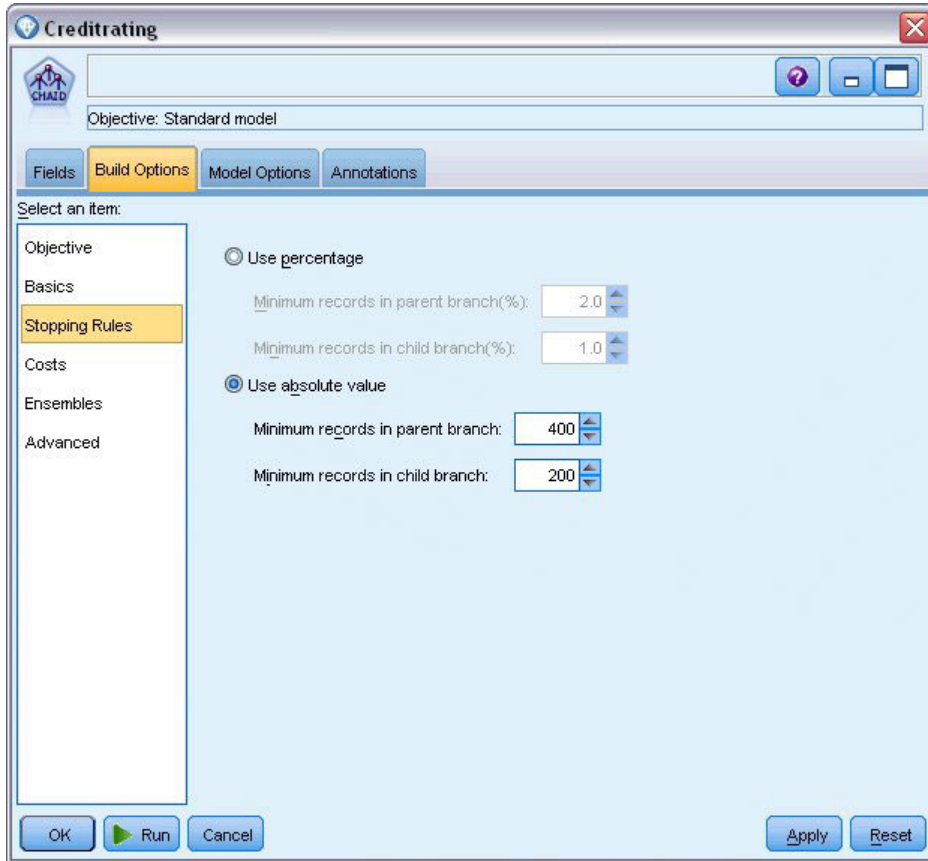 Creditrating
CHAID
Objective: Standard model
Fields Build Options Model Options Annotations
Select an item:
Objective
Basics
Stopping Rules
Costs
Ensembles
Advanced
Use percentage
Minimum records in parent branch(%): 2.0
Minimum records in child branch(%): 1.0
Use absolute value
Minimum records in parent branch: 400
Minimum records in child branch: 200
OK Run Cancel Apply Reset